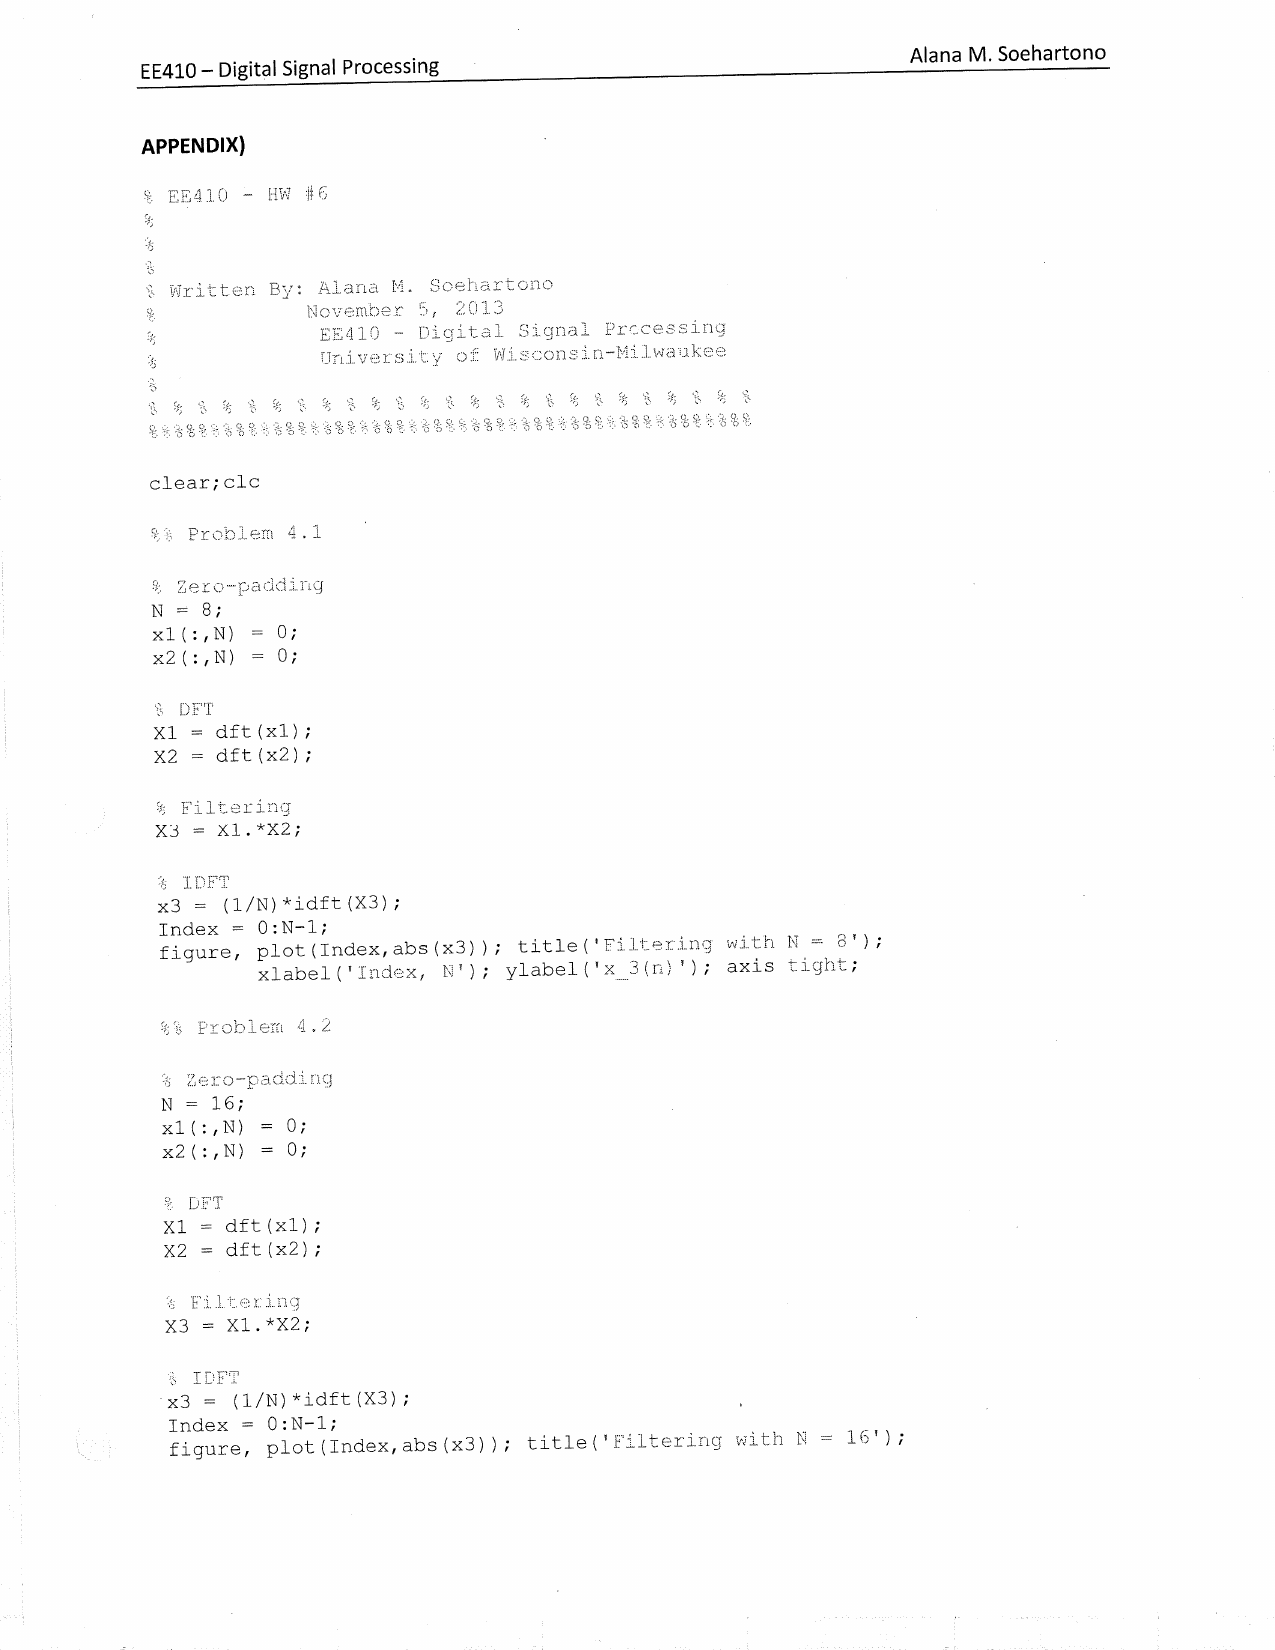 EE410 – Digital Signal Processing
Alana M. Soehartono
APPENDIX)
% EE410 - HW #6
%
%
%
% Written By: Alana M. Soehartono
% November 5, 2013
% EE410 - Digital Signal Processing
% University of Wisconsin-Milwaukee
%
% % % % % % % % % % % % % % % % % % % % % % % % %
%%%%%%%%%%%%%%%%%%%%%%%%%%%%%%%%%%%%%%%%%%%%%%%%%
clear;clc
%% Problem 4.1
% Zero-padding
N = 8;
x1(:,N) = 0;
x2(:,N) = 0;
% DFT
X1 = dft(x1);
X2 = dft(x2);
% Filtering
X3 = X1.*X2;
% IDFT
x3 = (1/N)*idft(X3);
Index = 0:N-1;
figure, plot(Index,abs(x3)); title('Filtering with N = 8');
xlabel('Index, N'); ylabel('x_3(n)'); axis tight;
%% Problem 4.2
% Zero-padding
N = 16;
x1(:,N) = 0;
x2(:,N) = 0;
% DFT
X1 = dft(x1);
X2 = dft(x2);
% Filtering
X3 = X1.*X2;
% IDFT
x3 = (1/N)*idft(X3);
Index = 0:N-1;
figure, plot(Index,abs(x3)); title('Filtering with N = 16');